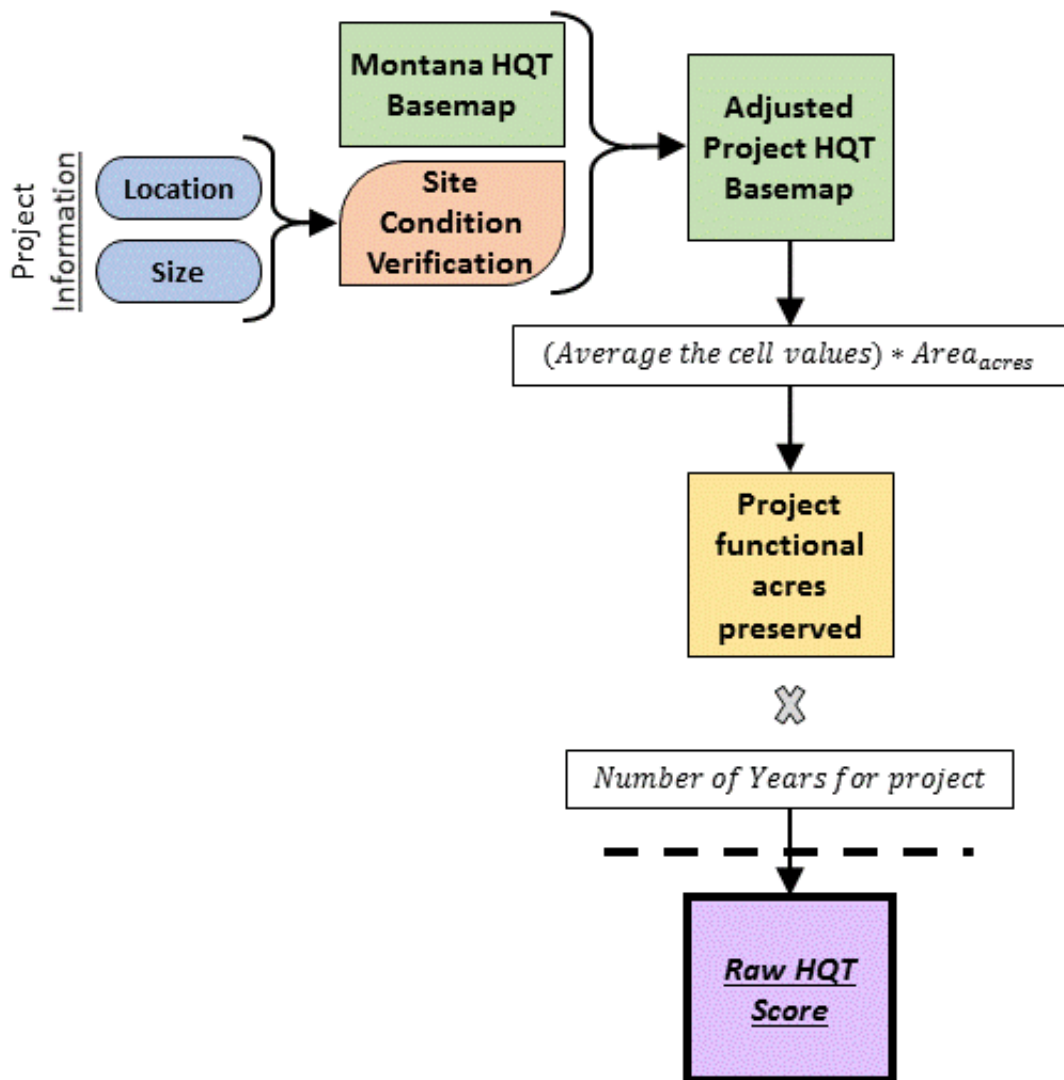 Project
Information
Location
Size
Montana HQT
Basemap
Site
Condition
Verification
Adjusted
Project HQT
Basemap
(Average the cell values) * Area_acres
Project
functional
acres
preserved
X
Number of Years for project
Raw HQT
Score